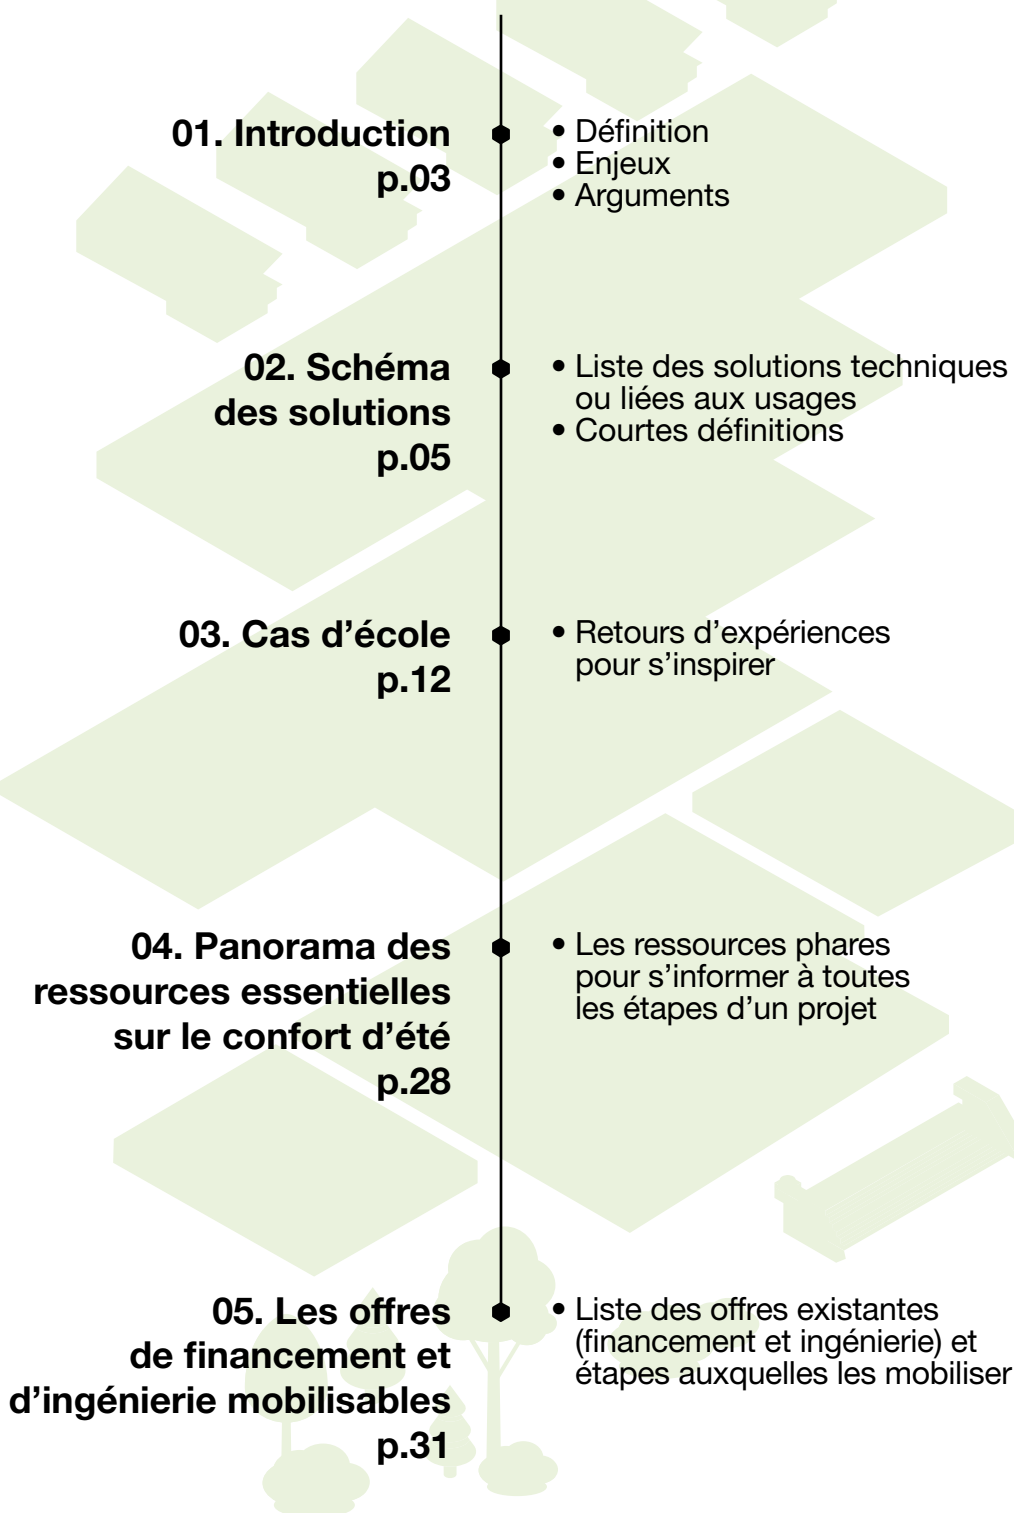 01. Introduction
p.03
• Définition
• Enjeux
• Arguments
02. Schéma
des solutions
p.05
• Liste des solutions techniques
ou liées aux usages
• Courtes définitions
03. Cas d’école
p.12
• Retours d’expériences
pour s’inspirer
04. Panorama des
ressources essentielles
sur le confort d’été
p.28
• Les ressources phares
pour s’informer à toutes
les étapes d’un projet
05. Les offres
de financement et
d’ingénierie mobilisables
p.31
• Liste des offres existantes
(financement et ingénierie) et
étapes auxquelles les mobiliser